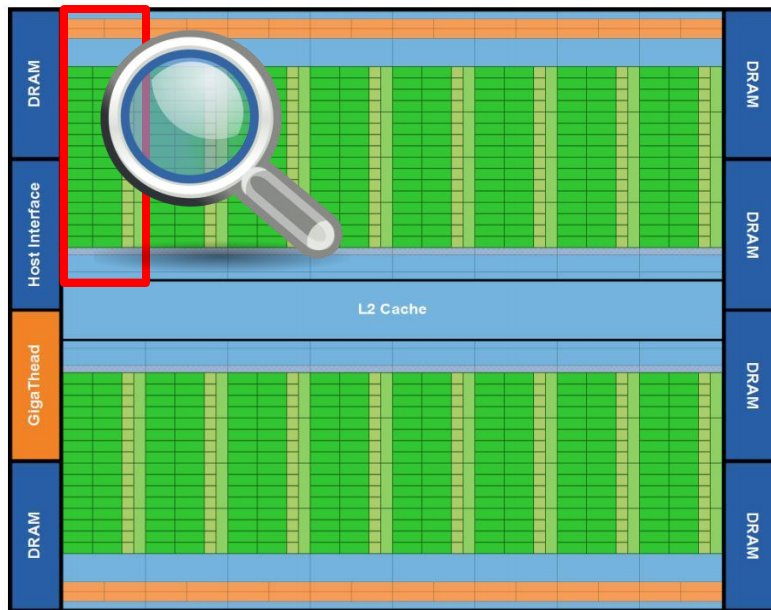 DRAM
Host Interface
GigaThead
DRAM
L2 Cache
DRAM
DRAM
DRAM
DRAM